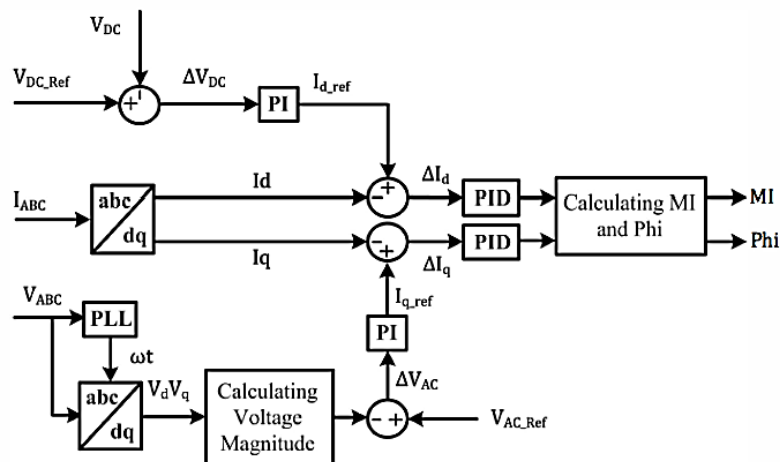 V_DC
V_DC_Ref
ΔV_DC
PI
I_d_ref
+
-
I_ABC
abc
dq
Id
- +
ΔI_d
PID
Calculating MI
and Phi
MI
Iq
- +
ΔI_q
PID
Phi
I_q_ref
V_ABC
PLL
PI
ωt
ΔV_AC
abc
dq
V_dV_q
Calculating
Voltage
Magnitude
- +
V_AC_Ref